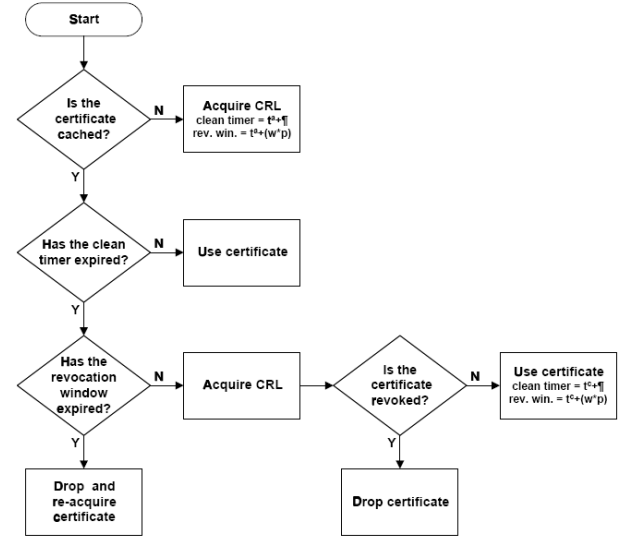 Start
Is the
certificate
cached?
N
Acquire CRL
clean timer = tª+¶
rev. win. = tª+(w*p)
Y
Has the clean
timer expired?
N
Use certificate
Y
Has the
revocation
window
expired?
N
Acquire CRL
Is the
certificate
revoked?
N
Use certificate
clean timer = tᶜ+¶
rev. win. = tᶜ+(w*p)
Y
Drop and
re-acquire
certificate
Y
Drop certificate